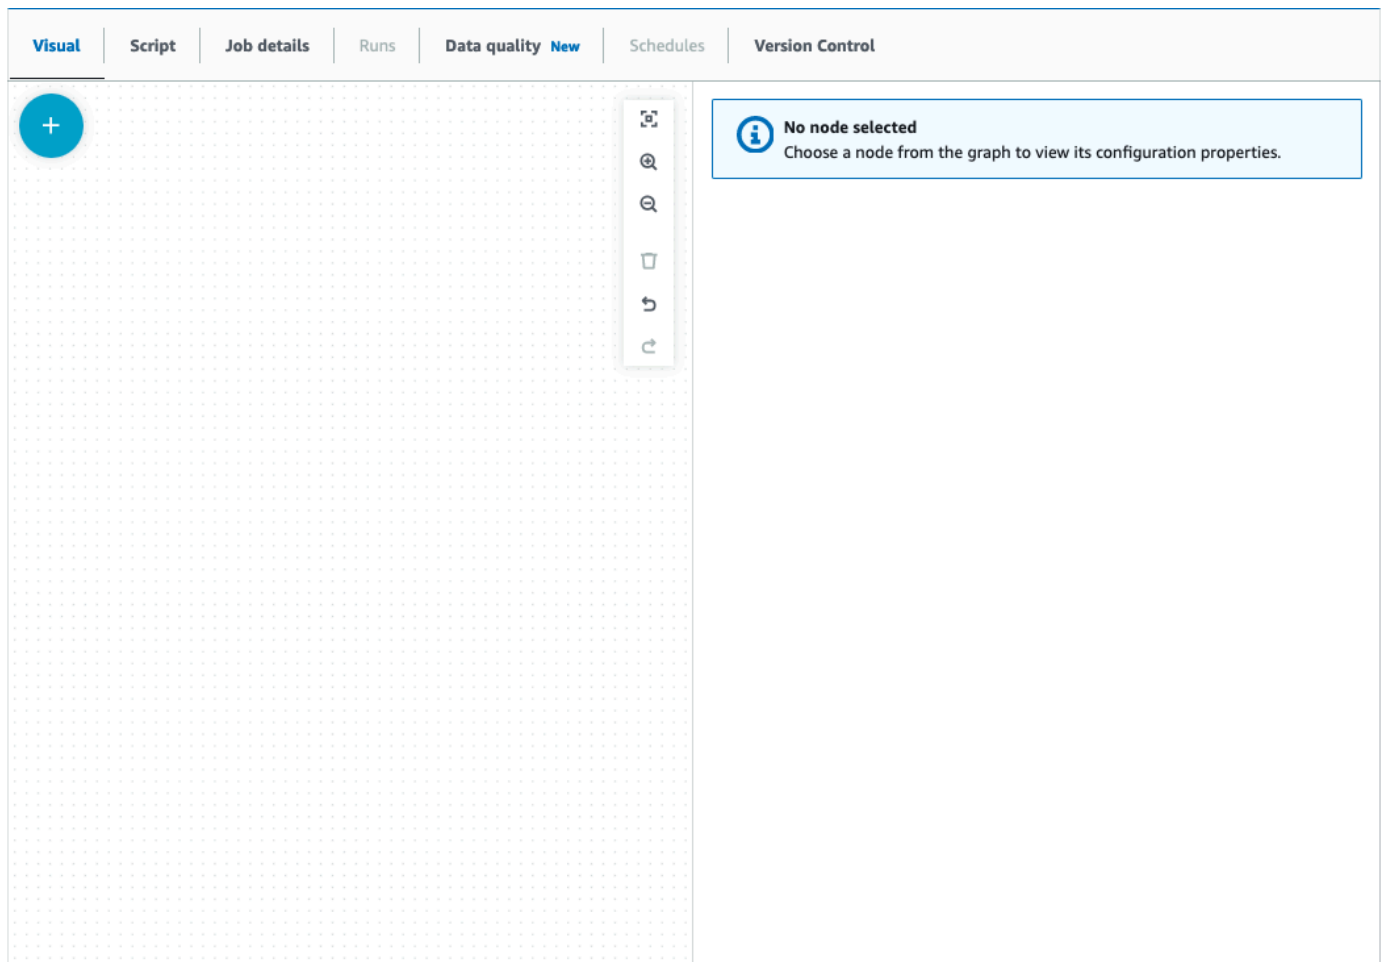 Visual Script Job details Runs Data quality New Schedules Version Control
No node selected
Choose a node from the graph to view its configuration properties.